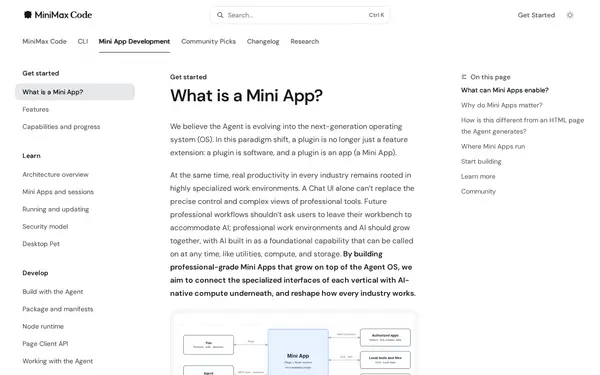 MiniMax Code
Search...
Ctrl K
Get Started
MiniMax Code
CLI
Mini App Development
Community Picks
Changelog
Research
Get started
What is a Mini App?
Features
Capabilities and progress
Learn
Architecture overview
Mini Apps and sessions
Running and updating
Security model
Desktop Pet
Develop
Build with the Agent
Package and manifests
Node runtime
Page Client API
Working with the Agent
Get started
What is a Mini App?
We believe the Agent is evolving into the next-generation operating
system (OS). In this paradigm shift, a plugin is no longer just a feature
extension: a plugin is software, and a plugin is an app (a Mini App).
At the same time, real productivity in every industry remains rooted in
highly specialized work environments. A Chat UI alone can't replace the
precise control and complex views of professional tools. Future
professional workflows shouldn't ask users to leave their workbench to
accommodate AI; professional work environments and AI should grow
together, with AI built in as a foundational capability that can be called
on at any time, like utilities, compute, and storage. By building
professional-grade Mini Apps that grow on top of the Agent OS, we
aim to connect the specialized interfaces of each vertical with AI-
native compute underneath, and reshape how every industry works.
You
Agent
Mini App
Authorized apps
Local tools and files
On this page
What can Mini Apps enable?
Why do Mini Apps matter?
How is this different from an HTML page
the Agent generates?
Where Mini Apps run
Start building
Learn more
Community